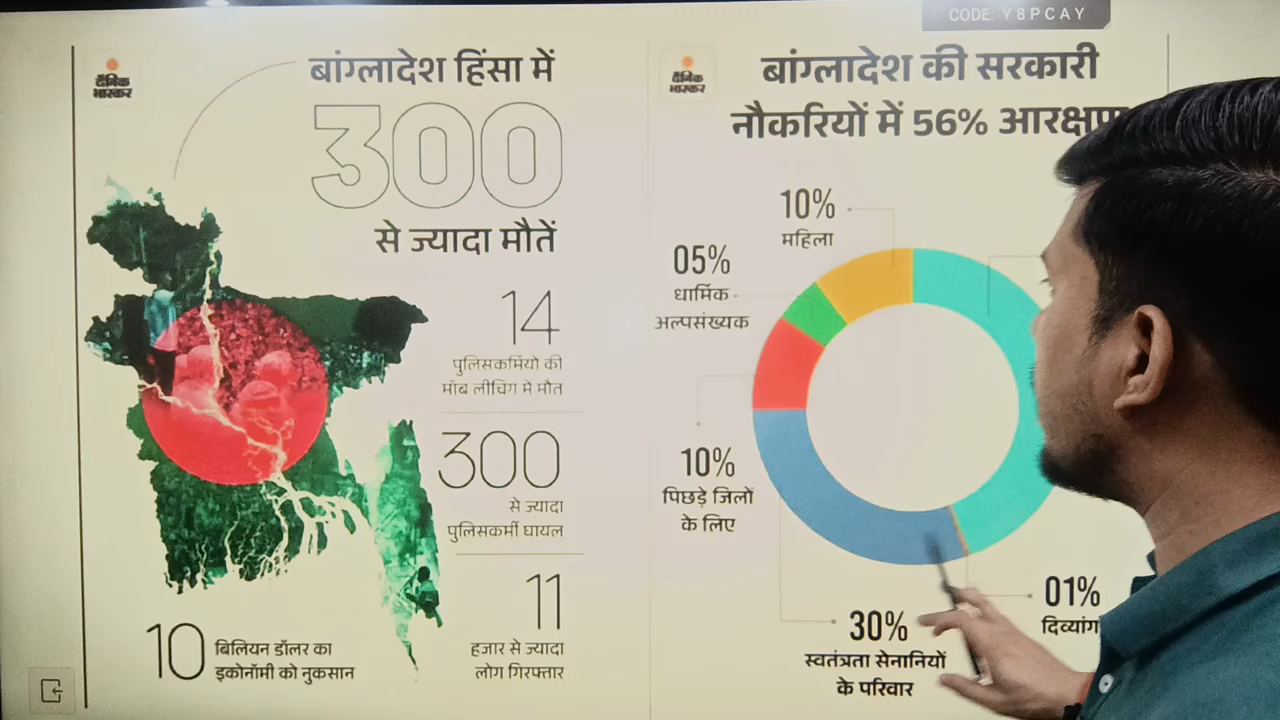 CODE: Y8PCAY
दैनिक
भास्कर
बांग्लादेश हिंसा में
300
से ज्यादा मौतें
14
पुलिसकर्मियों की
मॉब लीचिंग में मौत
300
से ज्यादा
पुलिसकर्मी घायल
11
हजार से ज्यादा
लोग गिरफ्तार
10
बिलियन डॉलर का
इकोनॉमी को नुकसान
दैनिक
भास्कर
बांग्लादेश की सरकारी
नौकरियों में 56% आरक्षण
10%
महिला
05%
धार्मिक
अल्पसंख्यक
10%
पिछड़े जिलों
के लिए
30%
स्वतंत्रता सेनानियों
के परिवार
01%
दिव्यांग